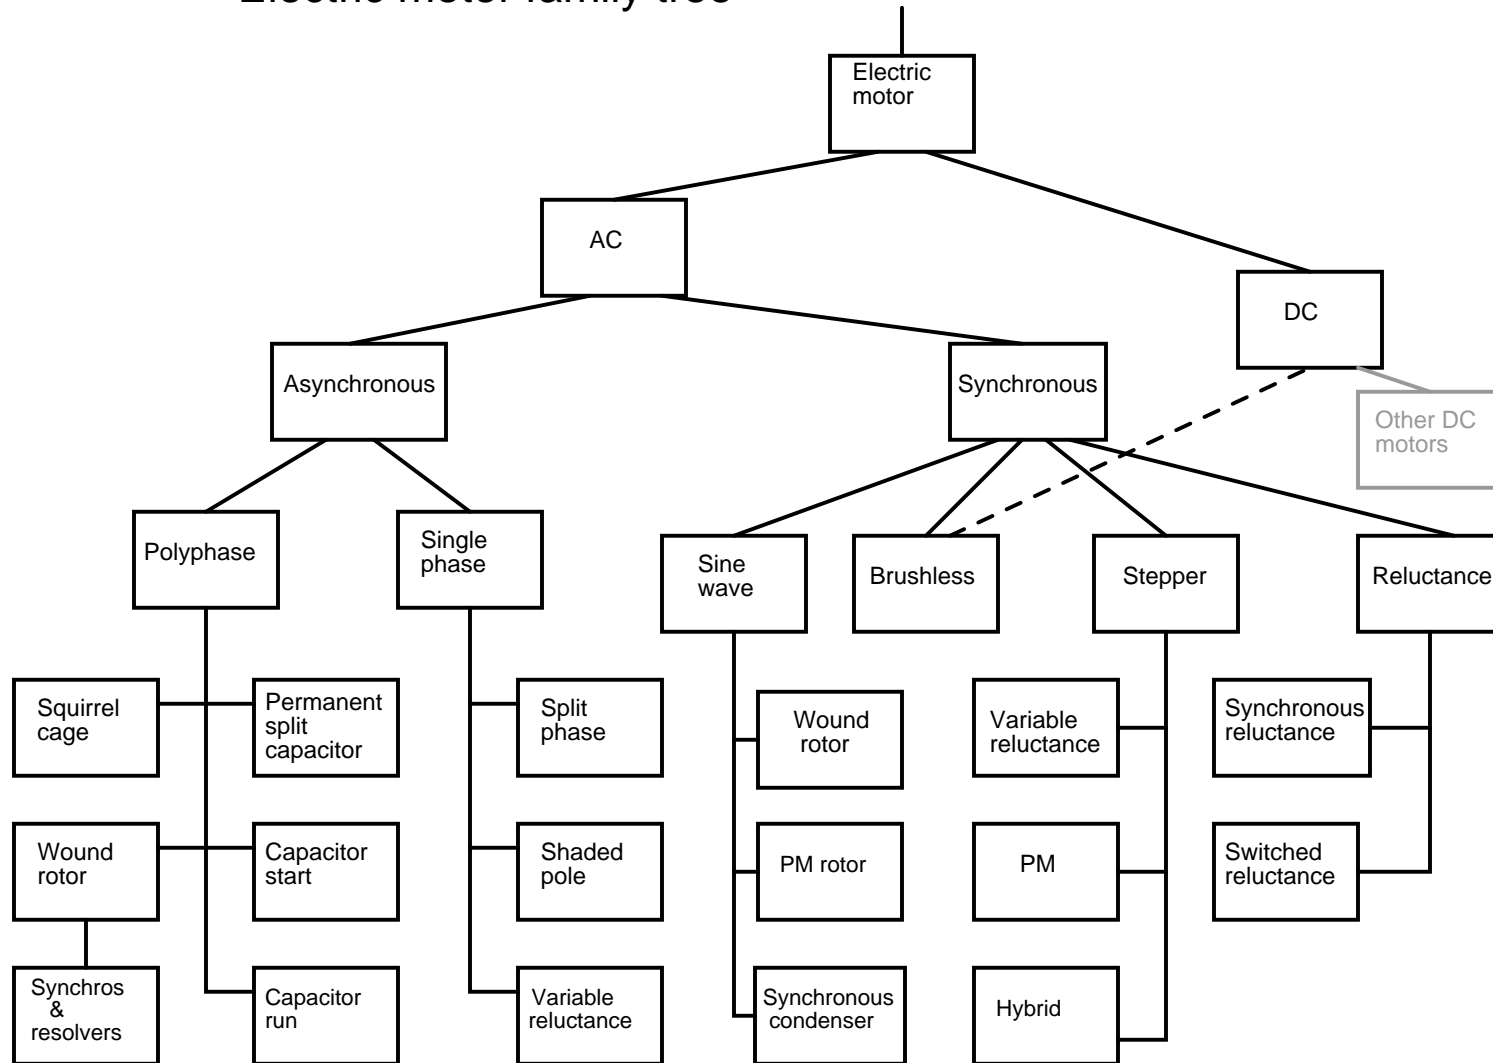 Electric motor family tree
Electric
motor
AC
DC
Asynchronous
Synchronous
Other DC
motors
Polyphase
Single
phase
Sine
wave
Brushless
Stepper
Reluctance
Squirrel
cage
Permanent
split
capacitor
Split
phase
Wound
rotor
Variable
reluctance
Synchronous
reluctance
Wound
rotor
Capacitor
start
Shaded
pole
PM rotor
PM
Switched
reluctance
Synchros
&
resolvers
Capacitor
run
Variable
reluctance
Synchronous
condenser
Hybrid